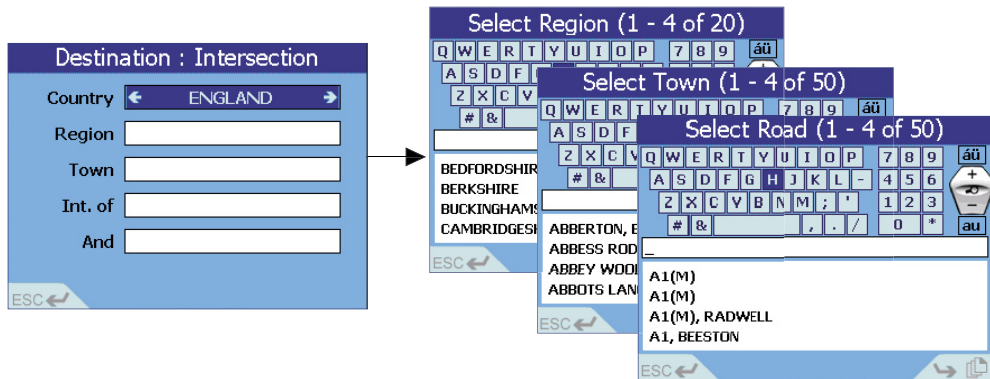 Destination : Intersection
Country ENGLAND
Region
Town
Int. of
And
ESC
Select Region (1 - 4 of 20)
Q W E R T Y U I O P 7 8 9 áü
A S D F
Z X C V
# &
BEDFORDSHIR
BERKSHIRE
BUCKINGHAMS
CAMBRIDGESH
ESC
Select Town (1 - 4 of 50)
Q W E R T Y U I O P 7 8 9 áü
A S D F
Z X C V
# &
ABBERTON, E
ABBESS ROD
ABBEY WOO
ABBOTS LAN
ESC
Select Road (1 - 4 of 50)
Q W E R T Y U I O P 7 8 9 áü
A S D F G H J K L - 4 5 6 +
Z X C V B N M ; ' 1 2 3 -
# & , . / 0 * au
_
A1(M)
A1(M)
A1(M), RADWELL
A1, BEESTON
ESC